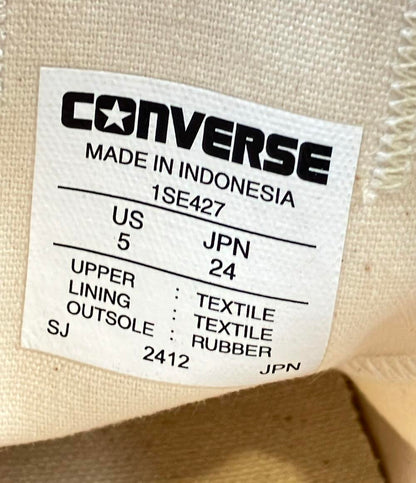 CONVERSE
MADE IN INDONESIA
1SE427
US JPN
5 24
UPPER : TEXTILE
LINING : TEXTILE
OUTSOLE : RUBBER
SJ 2412 JPN